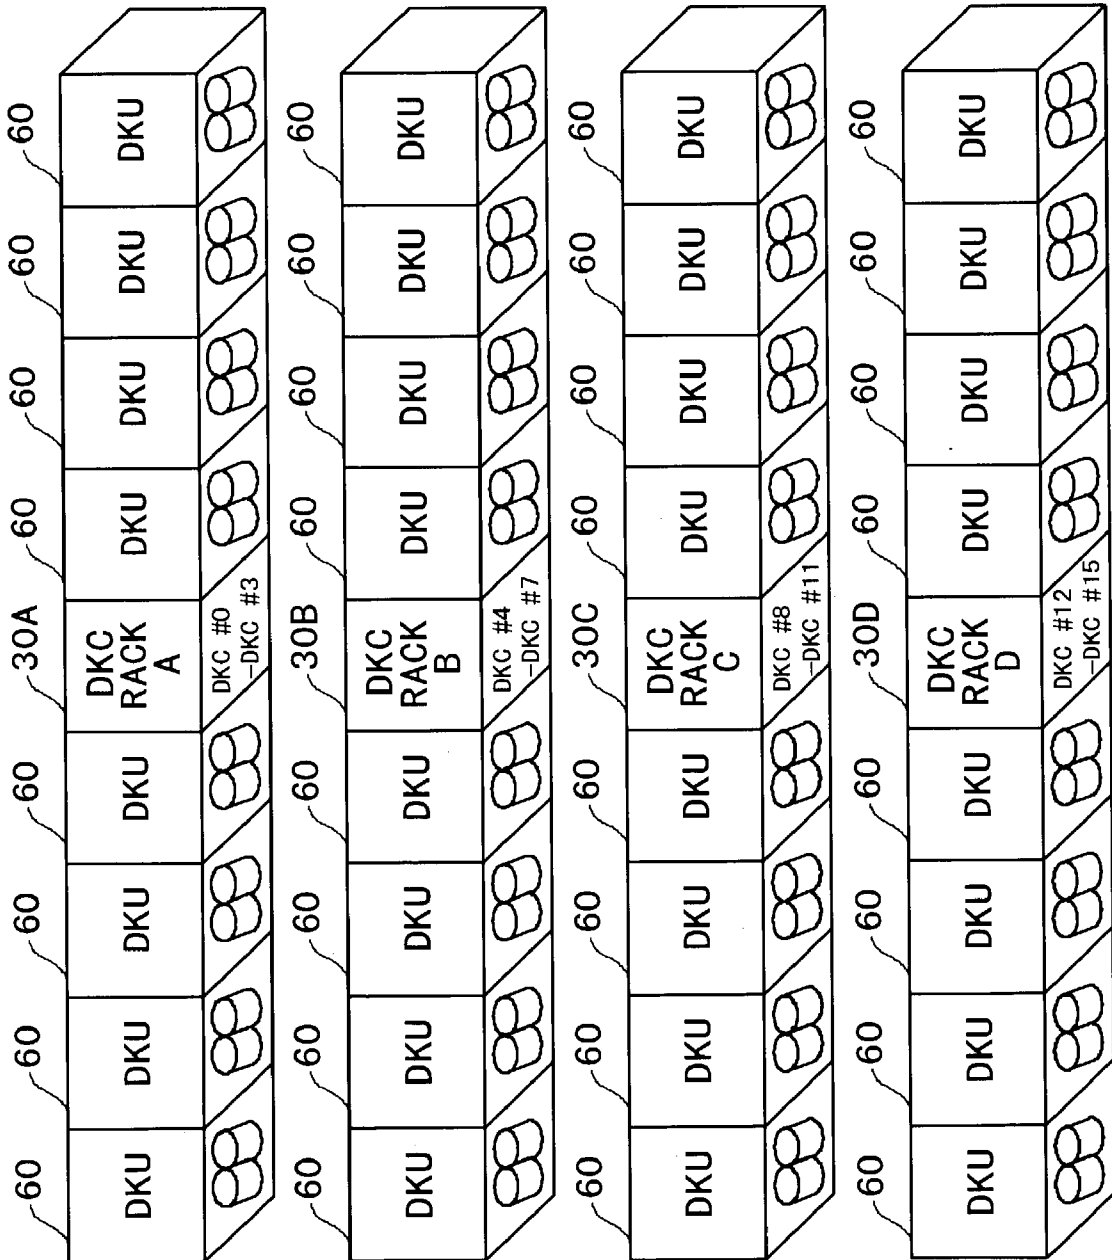 60 60 60 60 30A 60 60 60 60
DKU DKU DKU DKU DKC RACK A DKU DKU DKU DKU
DKC #0
–DKC #3
60 60 60 60 30B 60 60 60 60
DKU DKU DKU DKU DKC RACK B DKU DKU DKU DKU
DKC #4
–DKC #7
60 60 60 60 30C 60 60 60 60
DKU DKU DKU DKU DKC RACK C DKU DKU DKU DKU
DKC #8
–DKC #11
60 60 60 60 30D 60 60 60 60
DKU DKU DKU DKU DKC RACK D DKU DKU DKU DKU
DKC #12
–DKC #15